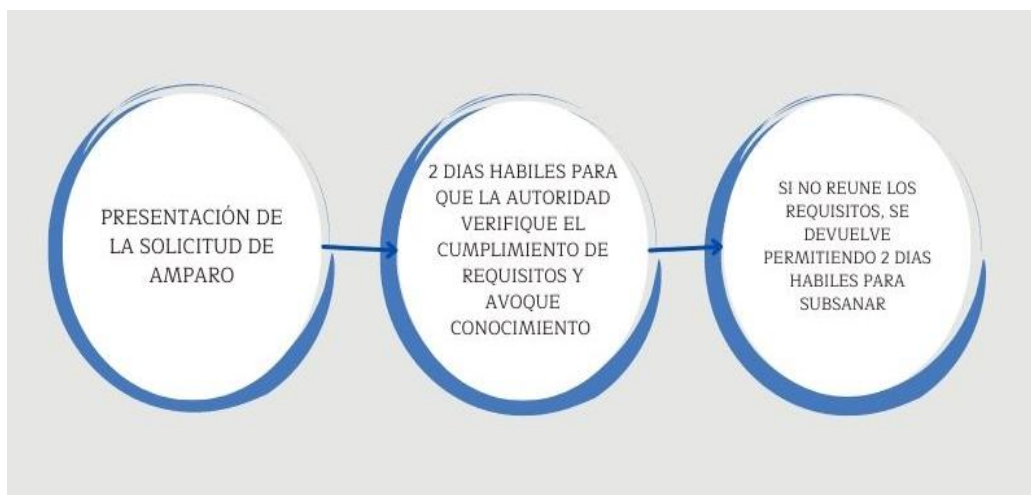 PRESENTACIÓN DE
LA SOLICITUD DE
AMPARO
2 DIAS HABILES PARA
QUE LA AUTORIDAD
VERIFIQUE EL
CUMPLIMIENTO DE
REQUISITOS Y
AVOQUE
CONOCIMIENTO
SI NO REUNE LOS
REQUISITOS, SE
DEVUELVE
PERMITIENDO 2 DIAS
HABILES PARA
SUBSANAR